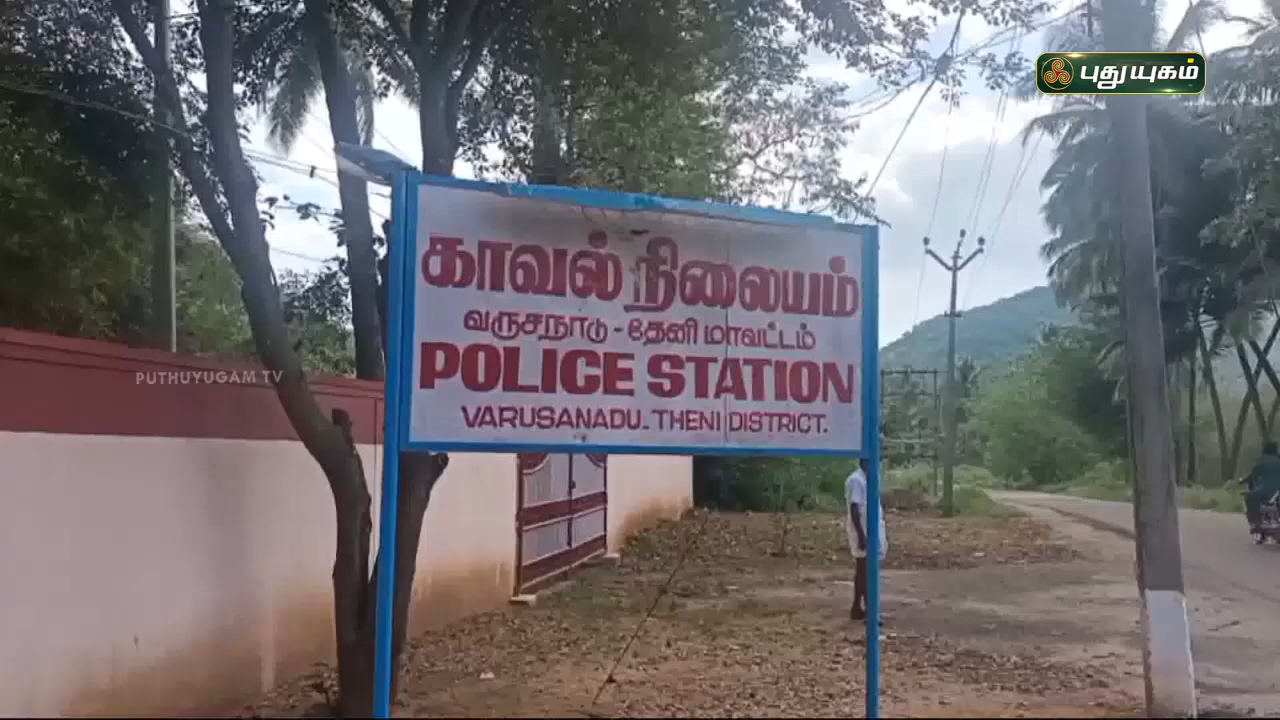 புதுயுகம்
காவல் நிலையம்
வருசநாடு - தேனி மாவட்டம்
POLICE STATION
VARUSANADU - THENI DISTRICT.
PUTHUYUGAM TV